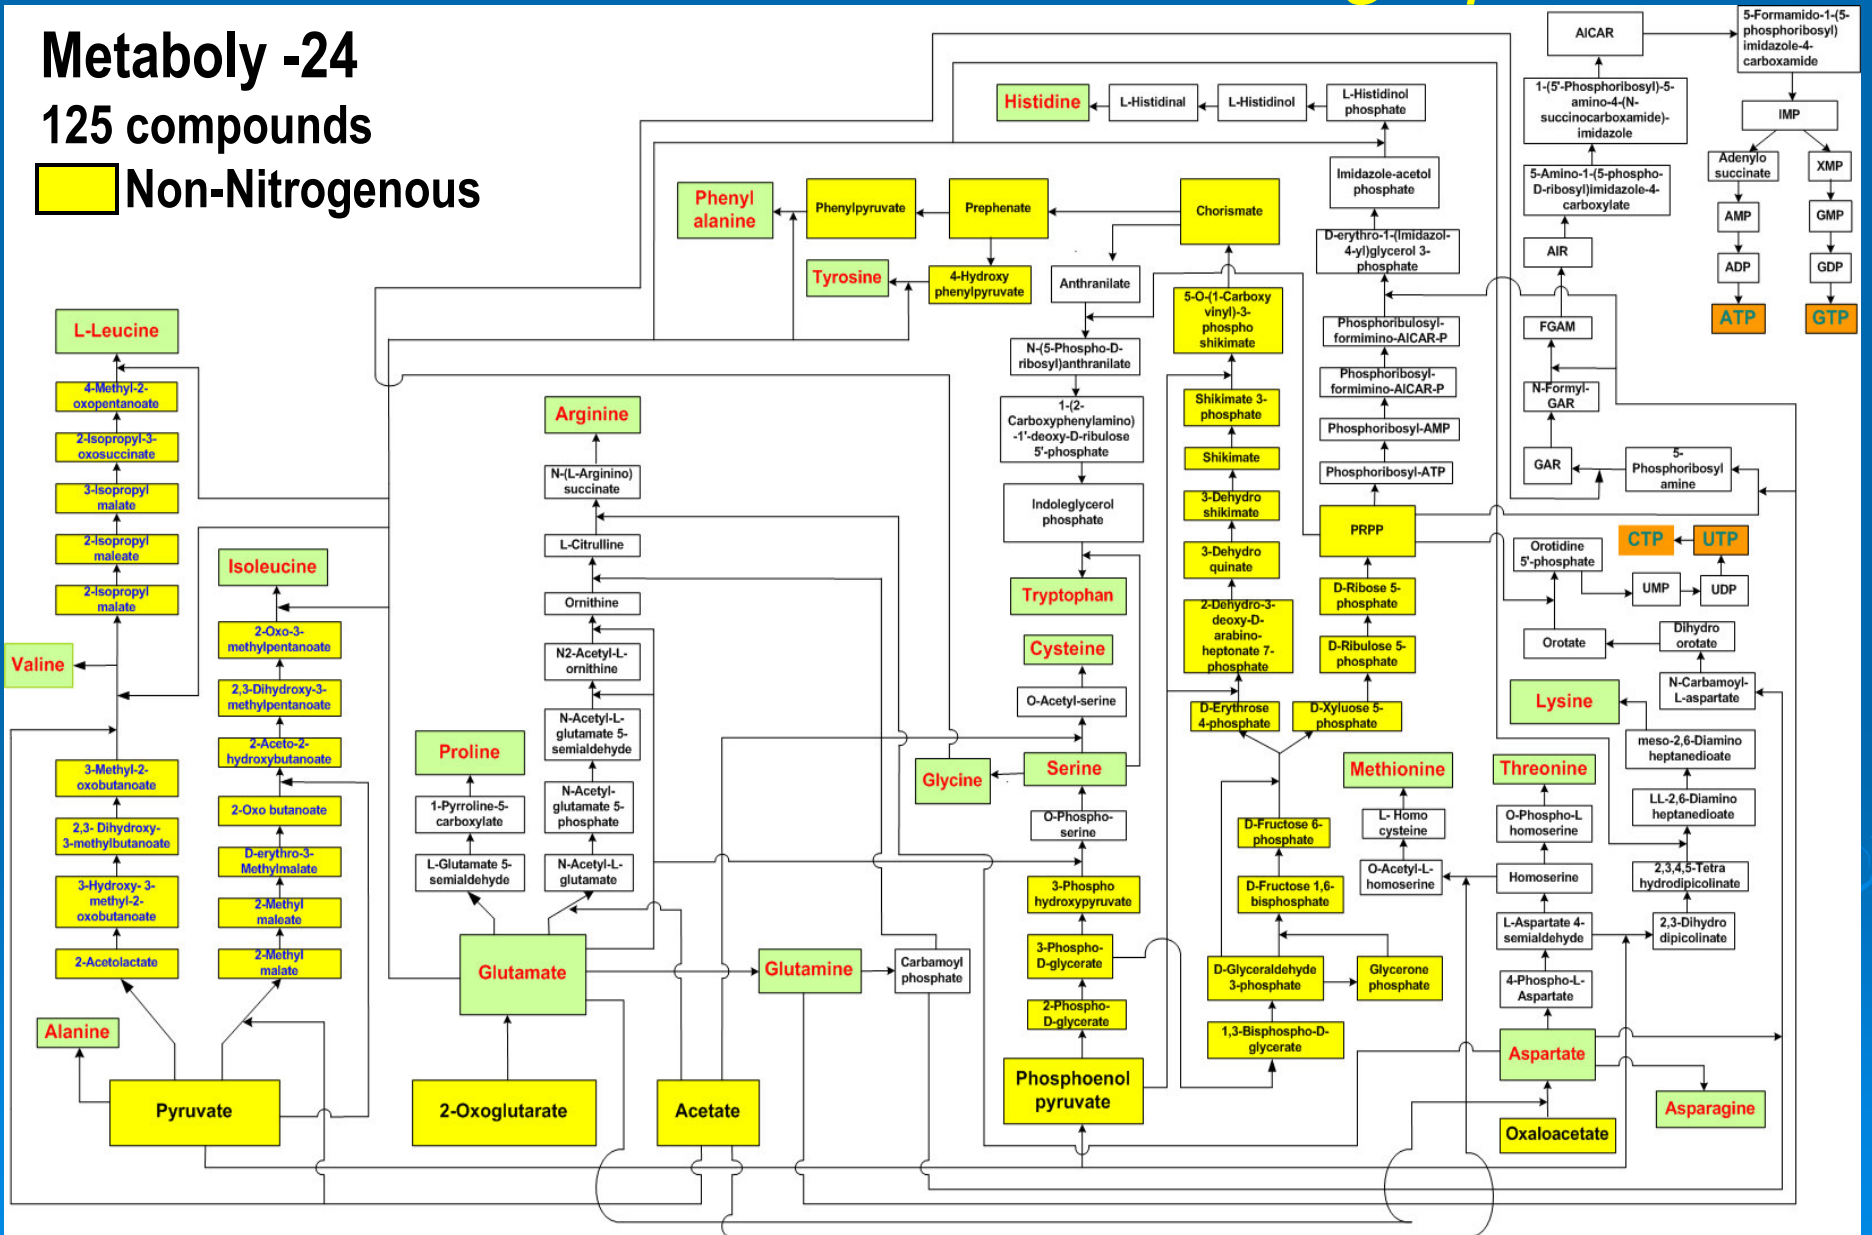 Metaboly -24
125 compounds
Non-Nitrogenous
AICAR
5-Formamido-1-(5-
phosphoribosyl)
imidazole-4-
carboxamide
1-(5'-Phosphoribosyl)-5-
amino-4-(N-
succinocarboxamide)-
imidazole
IMP
Adenylo
succinate
XMP
5-Amino-1-(5-phospho-
D-ribosyl)imidazole-4-
carboxylate
AMP
GMP
AIR
ADP
GDP
ATP
GTP
FGAM
N-Formyl-
GAR
GAR
5-
Phosphoribosyl
amine
Histidine
L-Histidinal
L-Histidinol
L-Histidinol
phosphate
Imidazole-acetol
phosphate
D-erythro-1-(Imidazol-
4-yl)glycerol 3-
phosphate
Phosphoribulosyl-
formimino-AICAR-P
Phosphoribosyl-
formimino-AICAR-P
Phosphoribosyl-AMP
Phosphoribosyl-ATP
PRPP
D-Ribose 5-
phosphate
D-Ribulose 5-
phosphate
D-Xyluose 5-
phosphate
Phenyl
alanine
Phenylpyruvate
Prephenate
Chorismate
Tyrosine
4-Hydroxy
phenylpyruvate
Anthranilate
5-O-(1-Carboxy
vinyl)-3-
phospho
shikimate
N-(5-Phospho-D-
ribosyl)anthranilate
1-(2-
Carboxyphenylamino)
-1'-deoxy-D-ribulose
5'-phosphate
Indoleglycerol
phosphate
Tryptophan
Shikimate 3-
phosphate
Shikimate
3-Dehydro
shikimate
3-Dehydro
quinate
2-Dehydro-3-
deoxy-D-
arabino-
heptonate 7-
phosphate
D-Erythrose
4-phosphate
L-Leucine
4-Methyl-2-
oxopentanoate
2-Isopropyl-3-
oxosuccinate
3-Isopropyl
malate
2-Isopropyl
maleate
2-Isopropyl
malate
Valine
3-Methyl-2-
oxobutanoate
2,3- Dihydroxy-
3-methylbutanoate
3-Hydroxy- 3-
methyl-2-
oxobutanoate
2-Acetolactate
Alanine
Pyruvate
Isoleucine
2-Oxo-3-
methylpentanoate
2,3-Dihydroxy-3-
methylpentanoate
2-Aceto-2-
hydroxybutanoate
2-Oxo butanoate
D-erythro-3-
Methylmalate
2-Methyl
maleate
2-Methyl
malate
Arginine
N-(L-Arginino)
succinate
L-Citrulline
Ornithine
N2-Acetyl-L-
ornithine
N-Acetyl-L-
glutamate 5-
semialdehyde
N-Acetyl-
glutamate 5-
phosphate
N-Acetyl-L-
glutamate
Proline
1-Pyrroline-5-
carboxylate
L-Glutamate 5-
semialdehyde
Glutamate
Glutamine
Carbamoyl
phosphate
2-Oxoglutarate
Acetate
Cysteine
O-Acetyl-serine
Glycine
Serine
O-Phospho-
serine
3-Phospho
hydroxypyruvate
3-Phospho-
D-glycerate
2-Phospho-
D-glycerate
Phosphoenol
pyruvate
D-Fructose 6-
phosphate
D-Fructose 1,6-
bisphosphate
D-Glyceraldehyde
3-phosphate
Glycerone
phosphate
1,3-Bisphospho-D-
glycerate
CTP
UTP
Orotidine
5'-phosphate
UMP
UDP
Orotate
Dihydro
orotate
N-Carbamoyl-
L-aspartate
Lysine
meso-2,6-Diamino
heptanedioate
LL-2,6-Diamino
heptanedioate
2,3,4,5-Tetra
hydrodipicolinate
2,3-Dihydro
dipicolinate
Methionine
L- Homo
cysteine
O-Acetyl-L-
homoserine
Threonine
O-Phospho-L
homoserine
Homoserine
L-Aspartate 4-
semialdehyde
4-Phospho-L-
Aspartate
Aspartate
Asparagine
Oxaloacetate